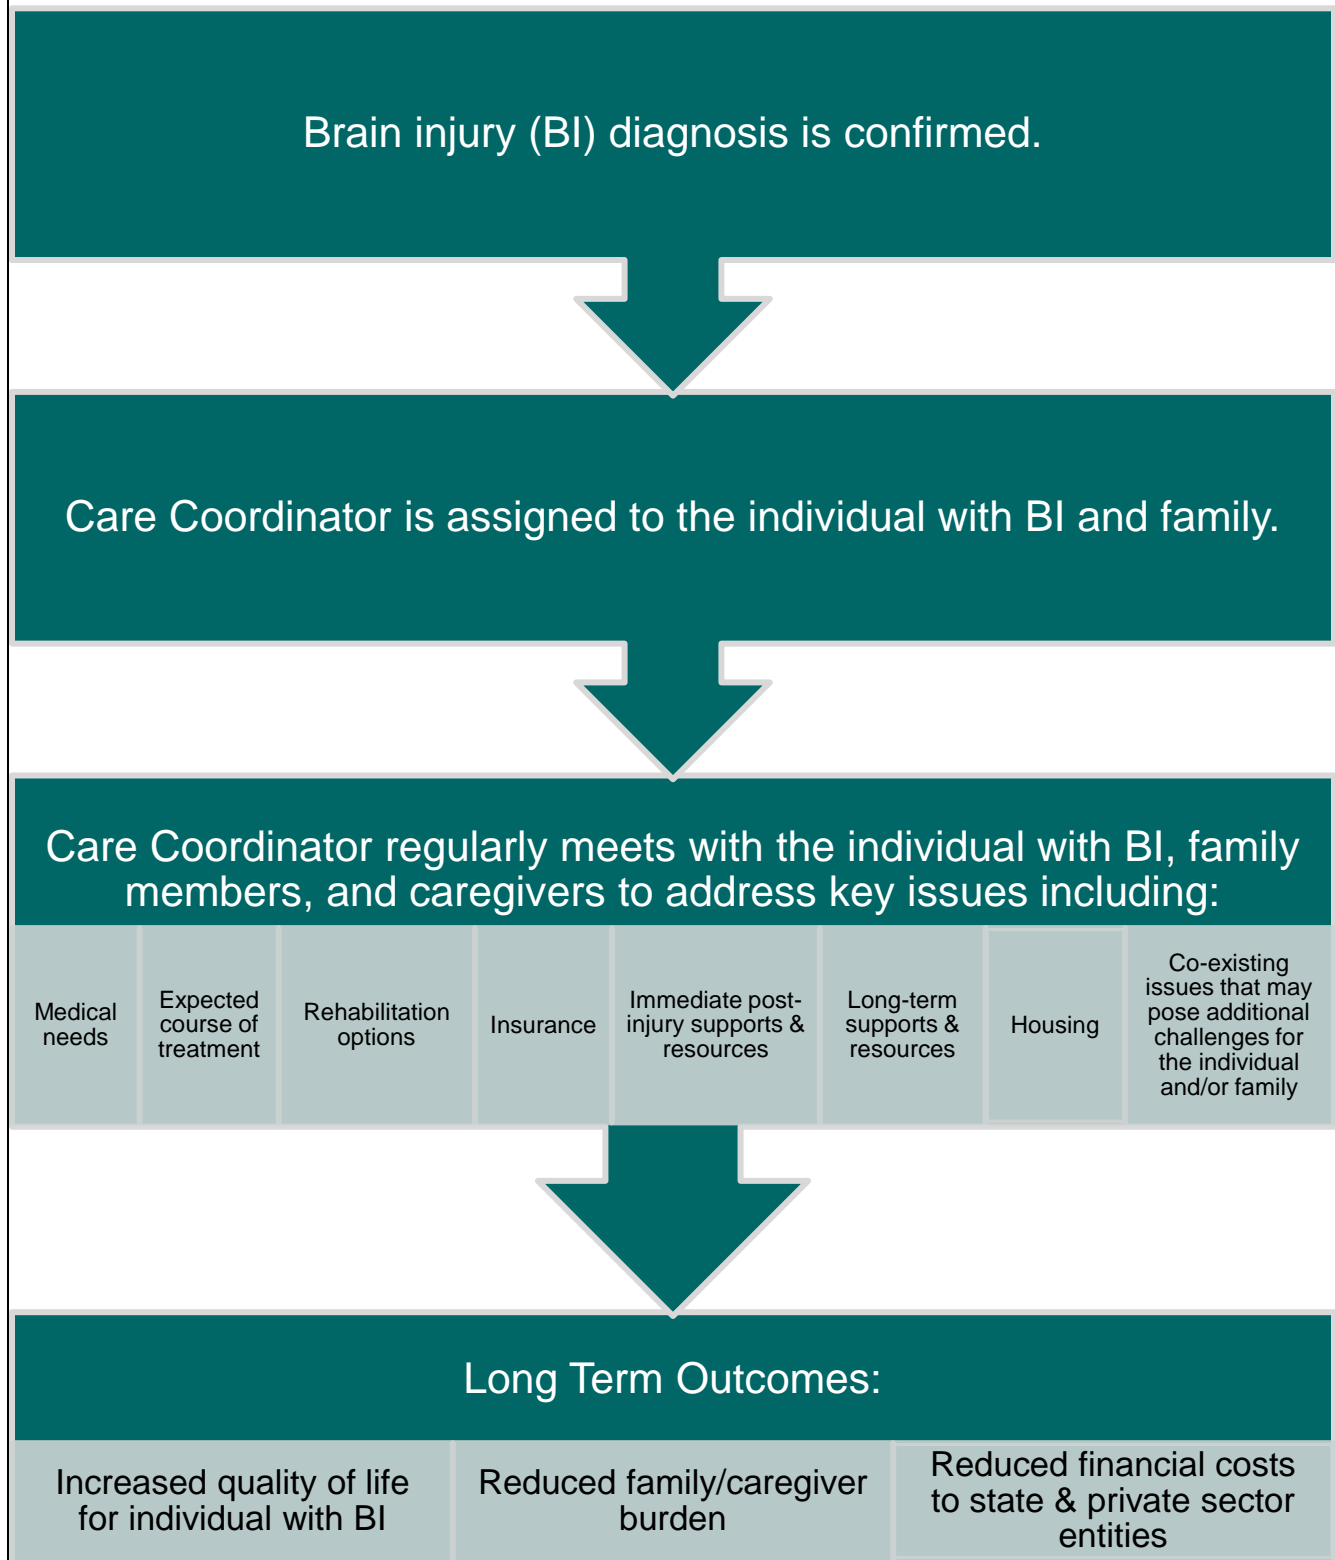 Brain injury (BI) diagnosis is confirmed.
Care Coordinator is assigned to the individual with BI and family.
Care Coordinator regularly meets with the individual with BI, family
members, and caregivers to address key issues including:
Medical
needs
Expected
course of
treatment
Rehabilitation
options
Insurance
Immediate post-
injury supports &
resources
Long-term
supports &
resources
Housing
Co-existing
issues that may
pose additional
challenges for
the individual
and/or family
Long Term Outcomes:
Increased quality of life
for individual with BI
Reduced family/caregiver
burden
Reduced financial costs
to state & private sector
entities